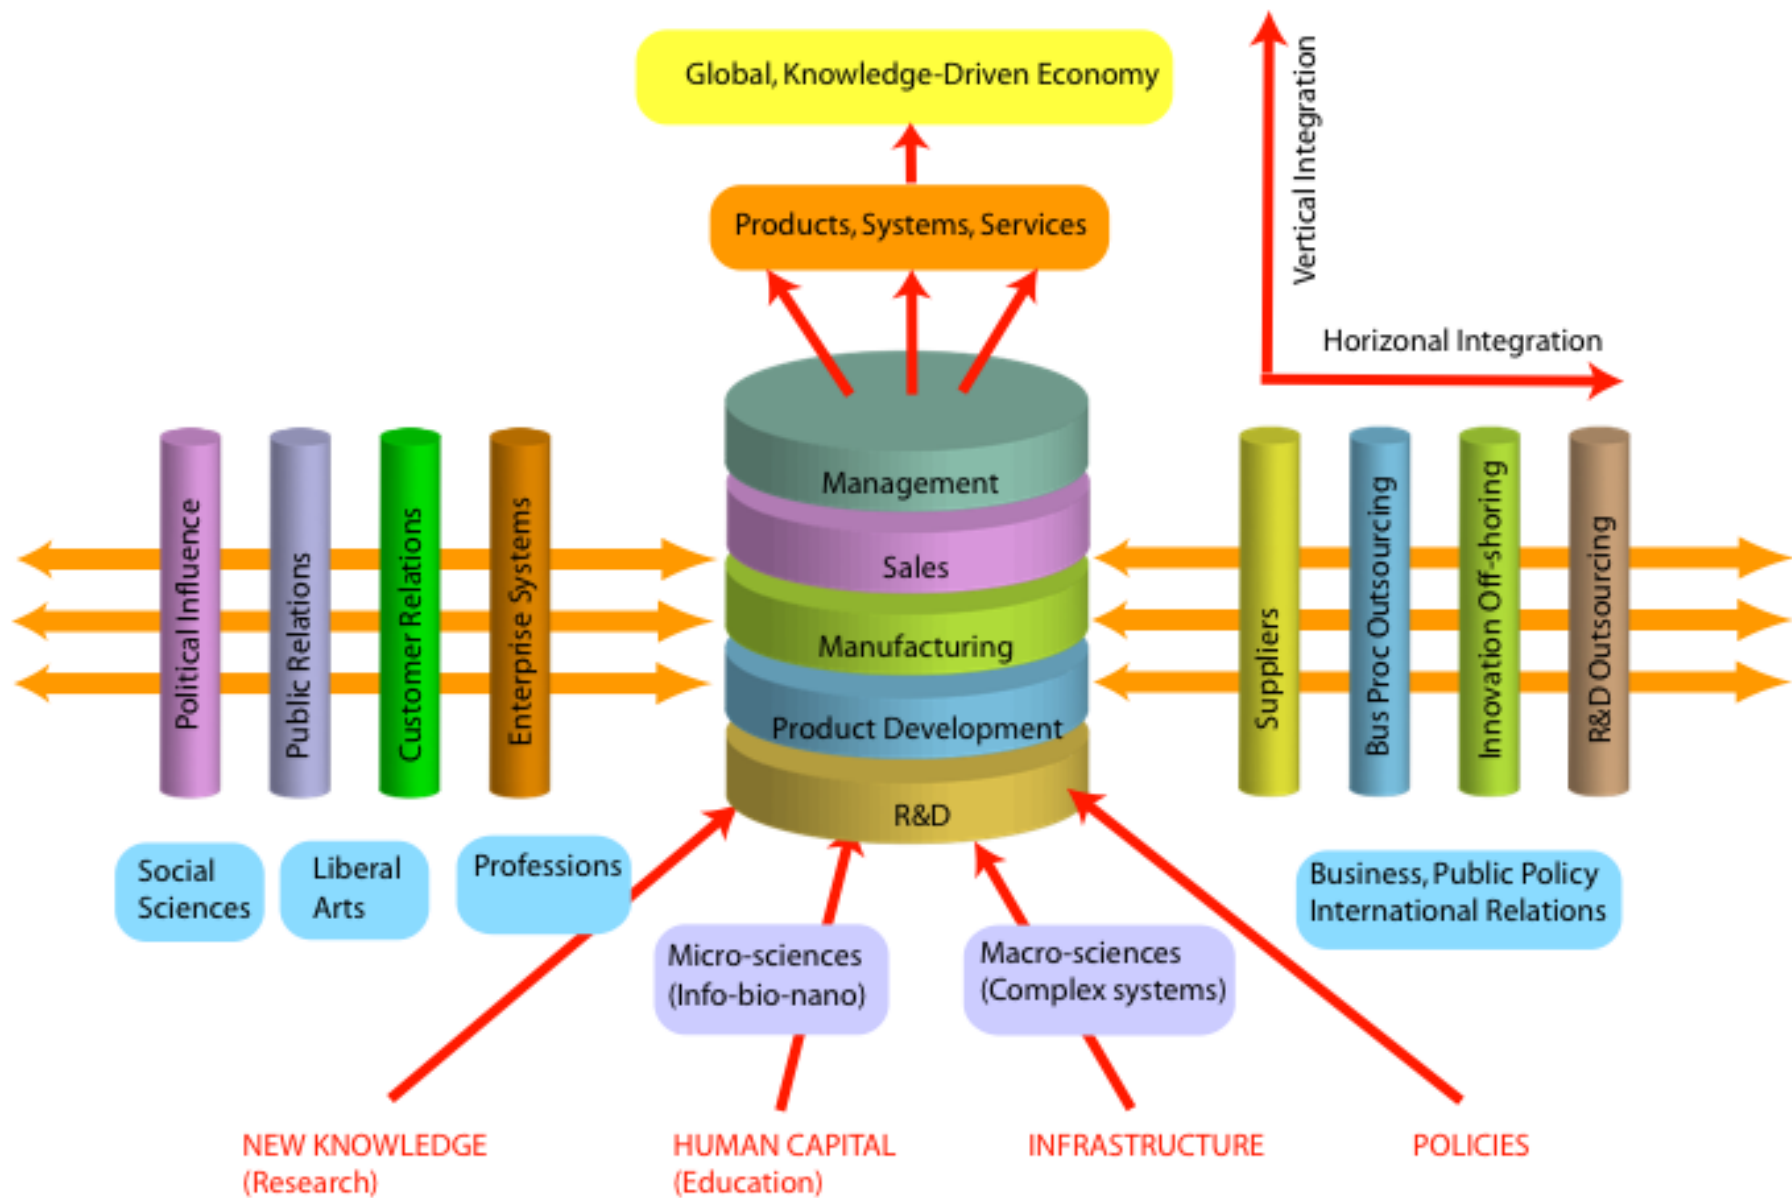 Global, Knowledge-Driven Economy
Products, Systems, Services
Vertical Integration
Horizonal Integration
Political Influence
Public Relations
Customer Relations
Enterprise Systems
Management
Sales
Manufacturing
Product Development
R&D
Suppliers
Bus Proc Outsourcing
Innovation Off-shoring
R&D Outsourcing
Social
Sciences
Liberal
Arts
Professions
Business, Public Policy
International Relations
Micro-sciences
(Info-bio-nano)
Macro-sciences
(Complex systems)
NEW KNOWLEDGE
(Research)
HUMAN CAPITAL
(Education)
INFRASTRUCTURE
POLICIES